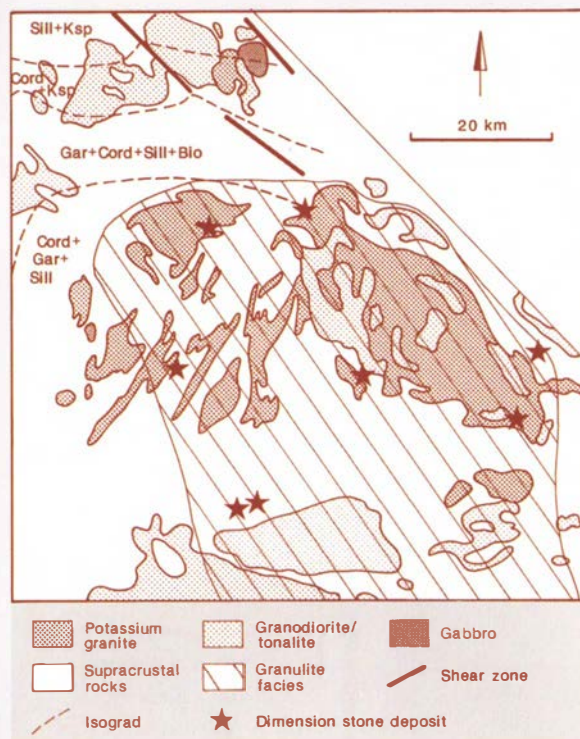 Sill+Ksp
Cord
+Ksp
20 km
Gar+Cord+Sill+Bio
Cord+
Gar+
Sill
Potassium
granite
Granodiorite/
tonalite
Gabbro
Supracrustal
rocks
Granulite
facies
Shear zone
Isograd
Dimension stone deposit